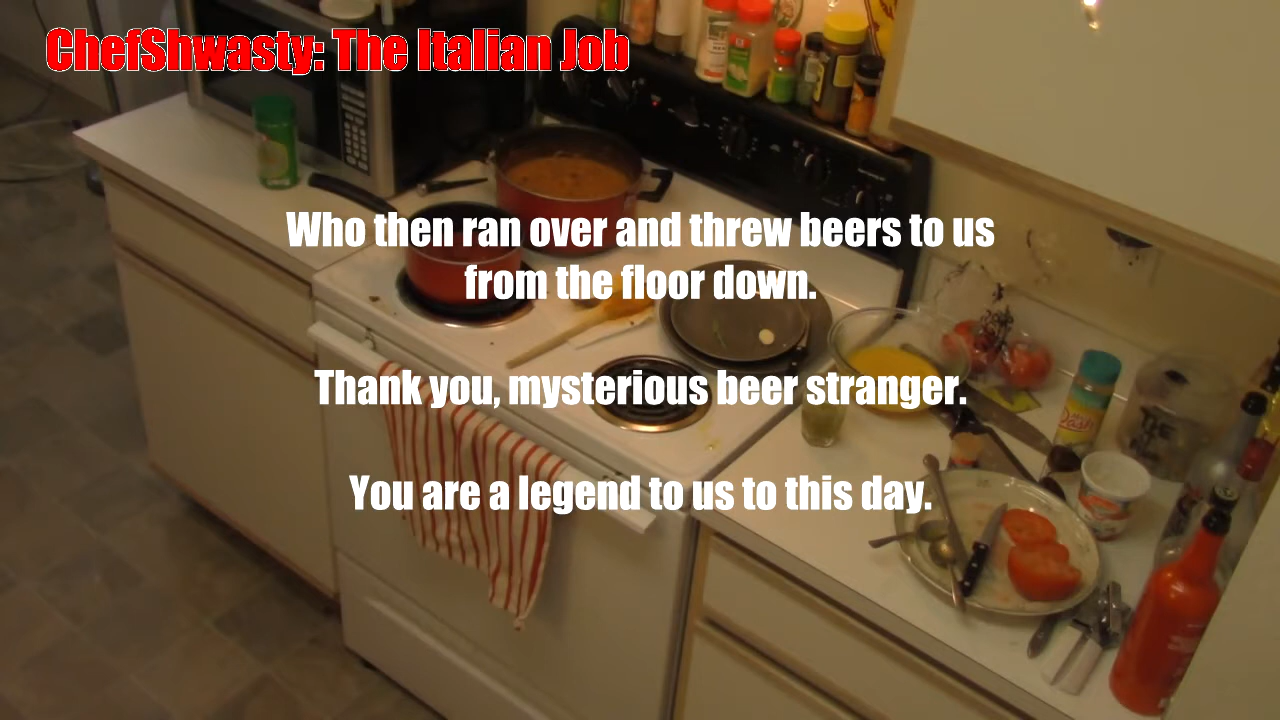 ChefShwasty: The Italian Job
Who then ran over and threw beers to us
from the floor down.
Thank you, mysterious beer stranger.
You are a legend to us to this day.
Dash